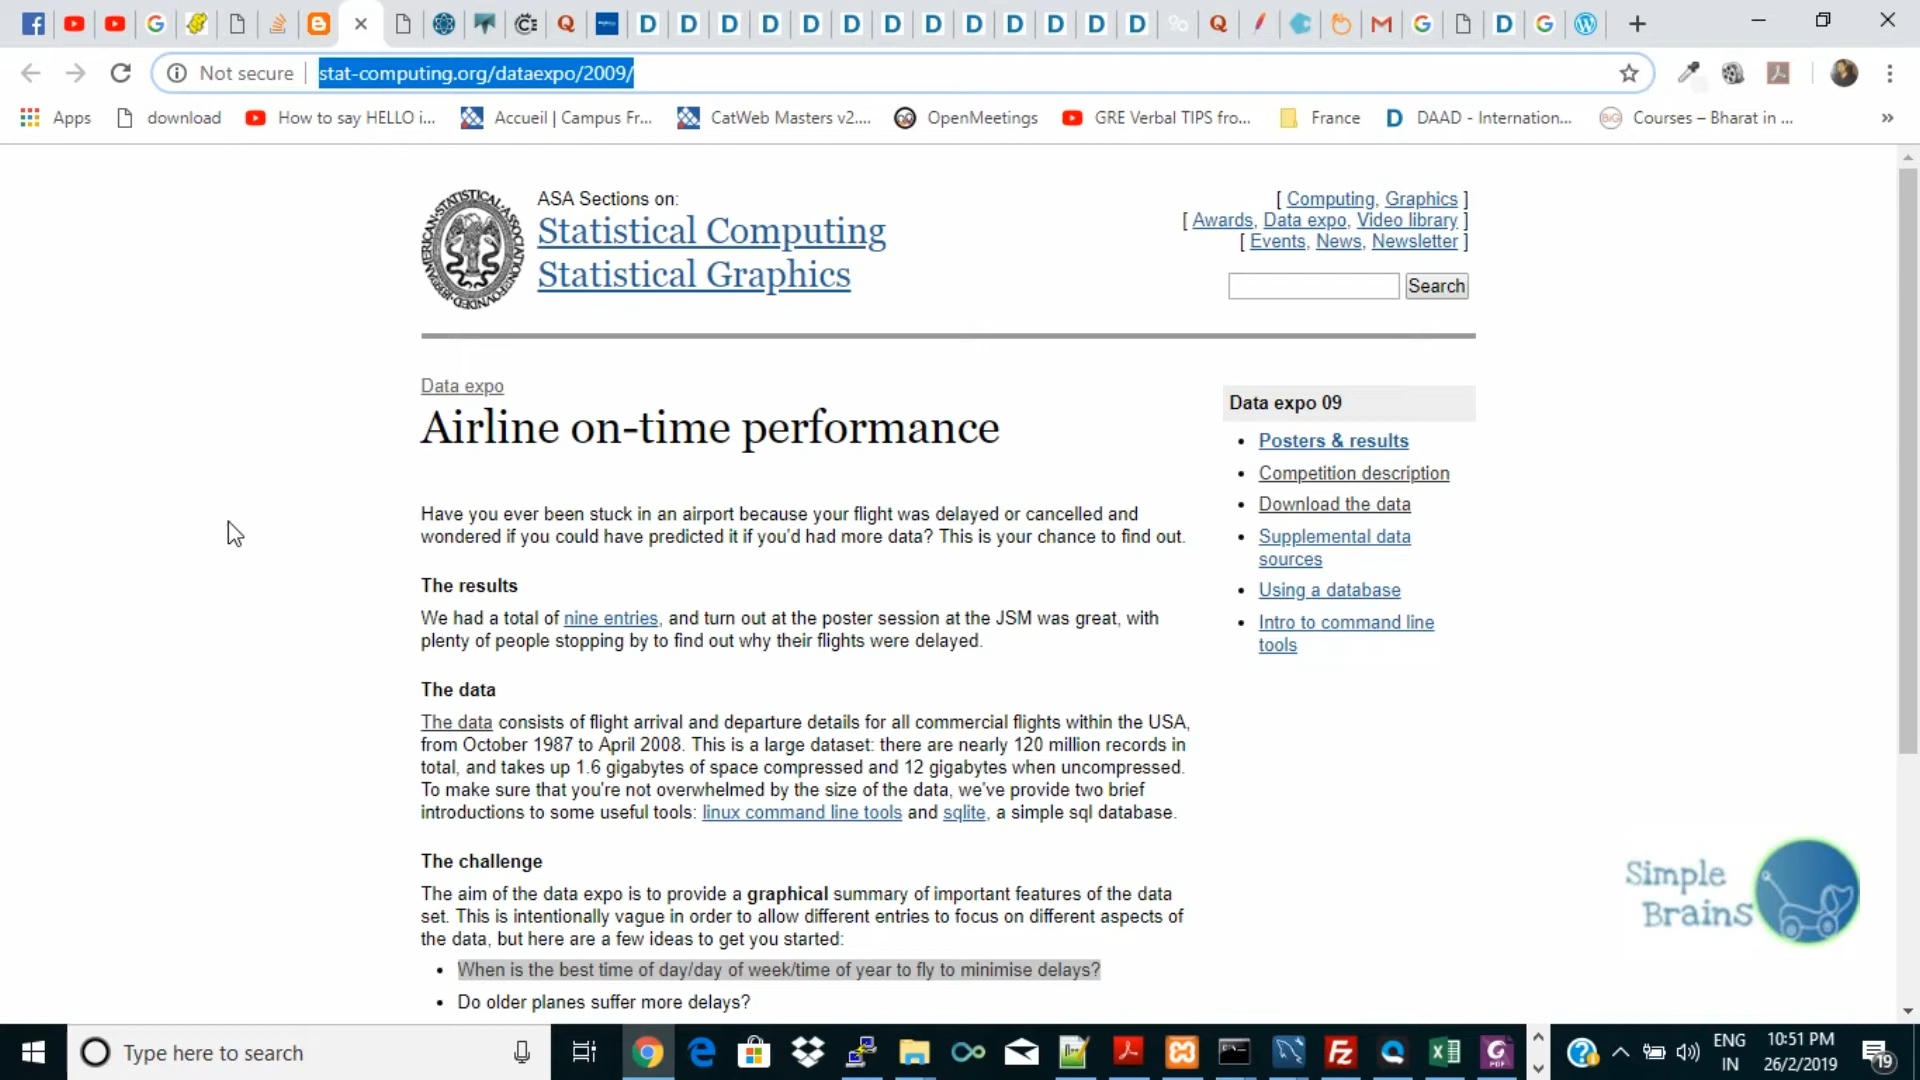 Not secure
stat-computing.org/dataexpo/2009/
Apps
download
How to say HELLO i...
Accueil | Campus Fr...
CatWeb Masters v2....
OpenMeetings
GRE Verbal TIPS fro...
France
DAAD - Internation...
Courses – Bharat in ...
»
ASA Sections on:
Statistical Computing
Statistical Graphics
[ Computing, Graphics ]
[ Awards, Data expo, Video library ]
[ Events, News, Newsletter ]
Search
Data expo
Airline on-time performance
Have you ever been stuck in an airport because your flight was delayed or cancelled and
wondered if you could have predicted it if you'd had more data? This is your chance to find out.
The results
We had a total of nine entries, and turn out at the poster session at the JSM was great, with
plenty of people stopping by to find out why their flights were delayed.
The data
The data consists of flight arrival and departure details for all commercial flights within the USA,
from October 1987 to April 2008. This is a large dataset: there are nearly 120 million records in
total, and takes up 1.6 gigabytes of space compressed and 12 gigabytes when uncompressed.
To make sure that you're not overwhelmed by the size of the data, we've provide two brief
introductions to some useful tools: linux command line tools and sqlite, a simple sql database.
The challenge
The aim of the data expo is to provide a graphical summary of important features of the data
set. This is intentionally vague in order to allow different entries to focus on different aspects of
the data, but here are a few ideas to get you started:
• When is the best time of day/day of week/time of year to fly to minimise delays?
• Do older planes suffer more delays?
Data expo 09
• Posters & results
• Competition description
• Download the data
• Supplemental data
sources
• Using a database
• Intro to command line
tools
Simple
Brains
Type here to search
ENG
IN
10:51 PM
26/2/2019
19